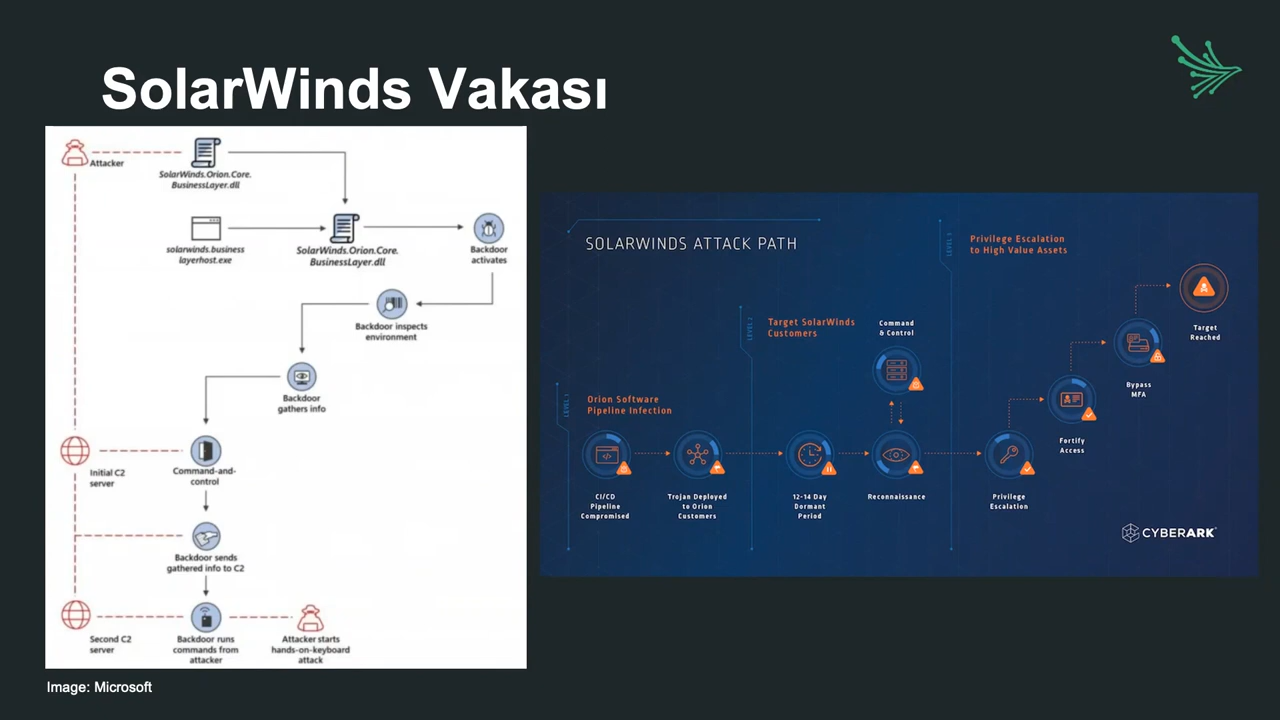 SolarWinds Vakası
Attacker
SolarWinds.Orion.Core.
BusinessLayer.dll
solarwinds.business
layerhost.exe
SolarWinds.Orion.Core.
BusinessLayer.dll
Backdoor
activates
Backdoor inspects
environment
Backdoor
gathers info
Initial C2
server
Command-and-
control
Backdoor sends
gathered info to C2
Second C2
server
Backdoor runs
commands from
attacker
Attacker starts
hands-on-keyboard
attack
Image: Microsoft
SOLARWINDS ATTACK PATH
LEVEL 1
Orion Software
Pipeline Infection
CI/CD
Pipeline
Compromised
Trojan Deployed
to Orion
Customers
LEVEL 2
Target SolarWinds
Customers
12-14 Day
Dormant
Period
Command
& Control
Reconnaissance
Privilege Escalation
to High Value Assets
Privilege
Escalation
Fortify
Access
Bypass
MFA
Target
Reached
CYBERARK